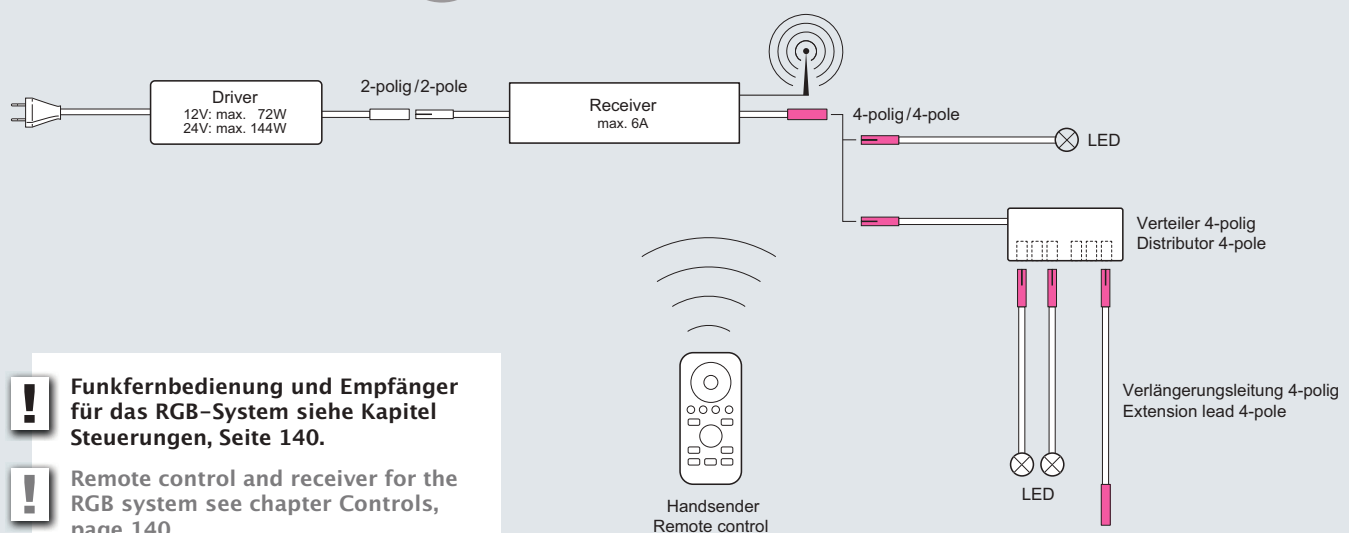 2-polig/2-pole
Driver
12V: max. 72W
24V: max. 144W
Receiver
max. 6A
4-polig/4-pole
LED
Verteiler 4-polig
Distributor 4-pole
Verlängerungsleitung 4-polig
Extension lead 4-pole
LED
Handsender
Remote control
! Funkfernbedienung und Empfänger
für das RGB-System siehe Kapitel
Steuerungen, Seite 140.
! Remote control and receiver for the
RGB system see chapter Controls,
page 140